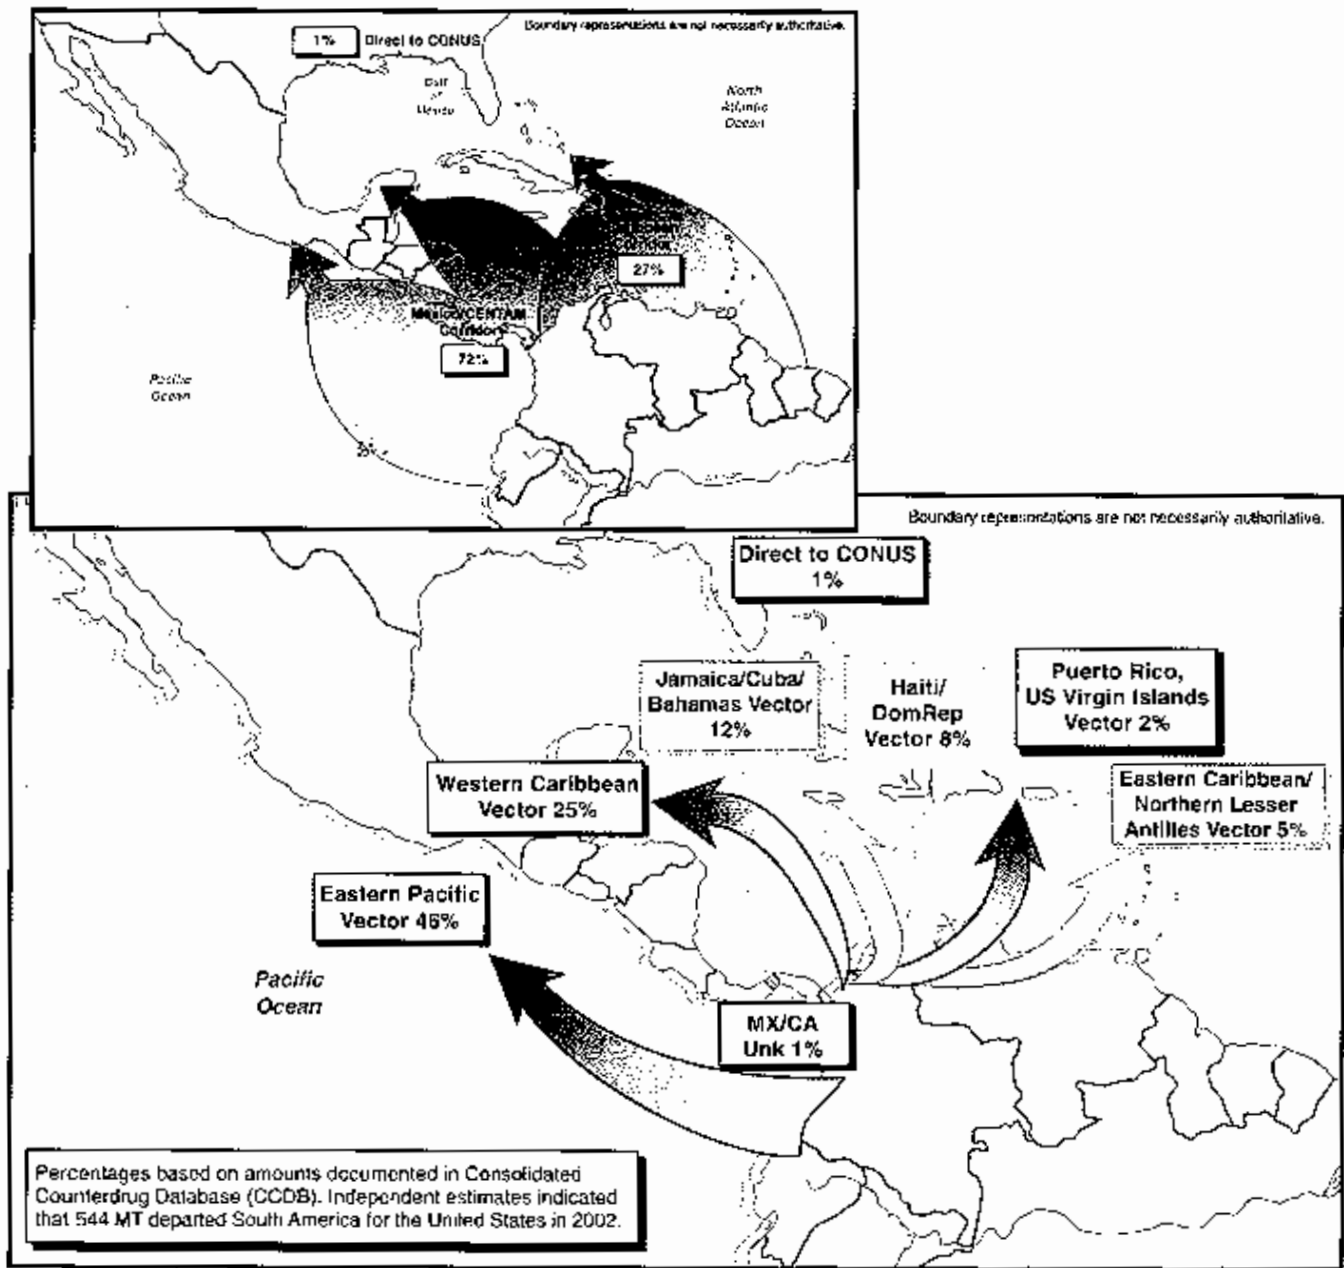 Boundary representations are not necessarily authoritative.
1%
Direct to CONUS
Gulf
of
Mexico
North
Atlantic
Ocean
Corridor
27%
Mexico/CENTAM
Corridor
72%
Pacific
Ocean
Boundary representations are not necessarily authoritative.
Direct to CONUS
1%
Jamaica/Cuba/
Bahamas Vector
12%
Haiti/
DomRep
Vector 8%
Puerto Rico,
US Virgin Islands
Vector 2%
Western Caribbean
Vector 25%
Eastern Caribbean/
Northern Lesser
Antilles Vector 5%
Eastern Pacific
Vector 46%
Pacific
Ocean
MX/CA
Unk 1%
Percentages based on amounts documented in Consolidated
Counterdrug Database (CCDB). Independent estimates indicated
that 544 MT departed South America for the United States in 2002.